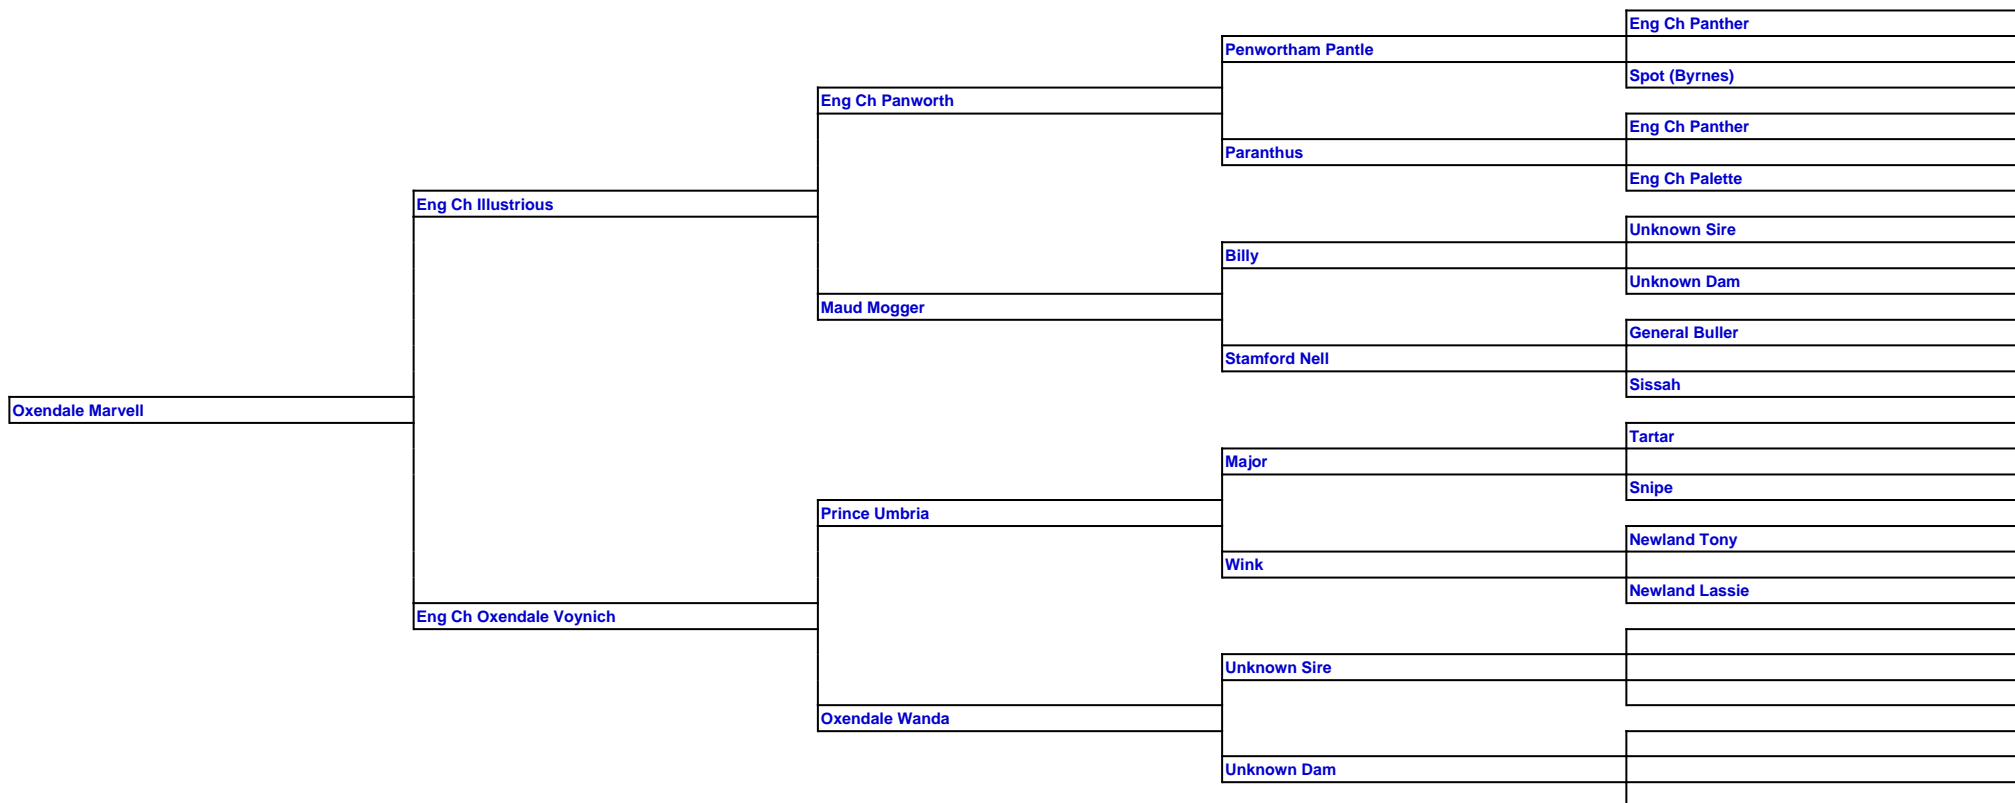 Eng Ch Panther
Penwortham Pantle
Spot (Byrnes)
Eng Ch Panworth
Eng Ch Panther
Paranthus
Eng Ch Palette
Eng Ch Illustrious
Unknown Sire
Billy
Unknown Dam
Maud Mogger
General Buller
Stamford Nell
Sissah
Oxendale Marvell
Tartar
Major
Snipe
Prince Umbria
Newland Tony
Wink
Newland Lassie
Eng Ch Oxendale Voynich
Unknown Sire
Oxendale Wanda
Unknown Dam